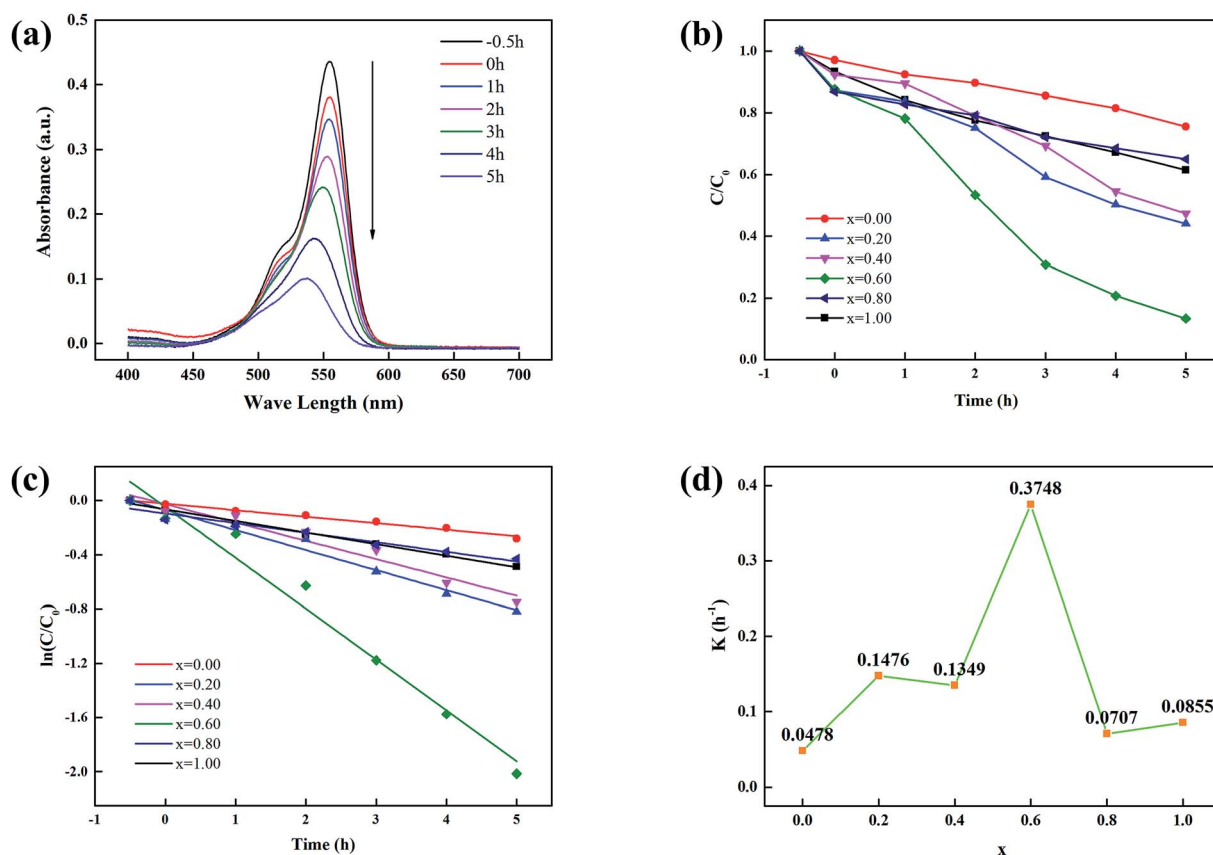 (a)
0.5
0.4
0.3
0.2
0.1
0.0
Absorbance (a.u.)
-0.5h
0h
1h
2h
3h
4h
5h
400 450 500 550 600 650 700
Wave Length (nm)
(b)
1.0
0.8
0.6
0.4
0.2
0.0
C/C₀
x=0.00
x=0.20
x=0.40
x=0.60
x=0.80
x=1.00
-1 0 1 2 3 4 5
Time (h)
(c)
0.0
-0.4
-0.8
-1.2
-1.6
-2.0
ln(C/C₀)
x=0.00
x=0.20
x=0.40
x=0.60
x=0.80
x=1.00
-1 0 1 2 3 4 5
Time (h)
(d)
0.4
0.3
0.2
0.1
0.0
K (h⁻¹)
0.0478
0.1476
0.1349
0.3748
0.0707
0.0855
0.0 0.2 0.4 0.6 0.8 1.0
x